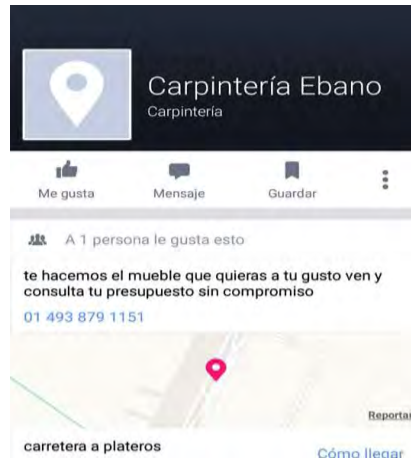 Carpintería Ebano
Carpintería
Me gusta
Mensaje
Guardar
A 1 persona le gusta esto
te hacemos el mueble que quieras a tu gusto ven y
consulta tu presupuesto sin compromiso
01 493 879 1151
Reportar
carretera a plateros
Cómo llegar